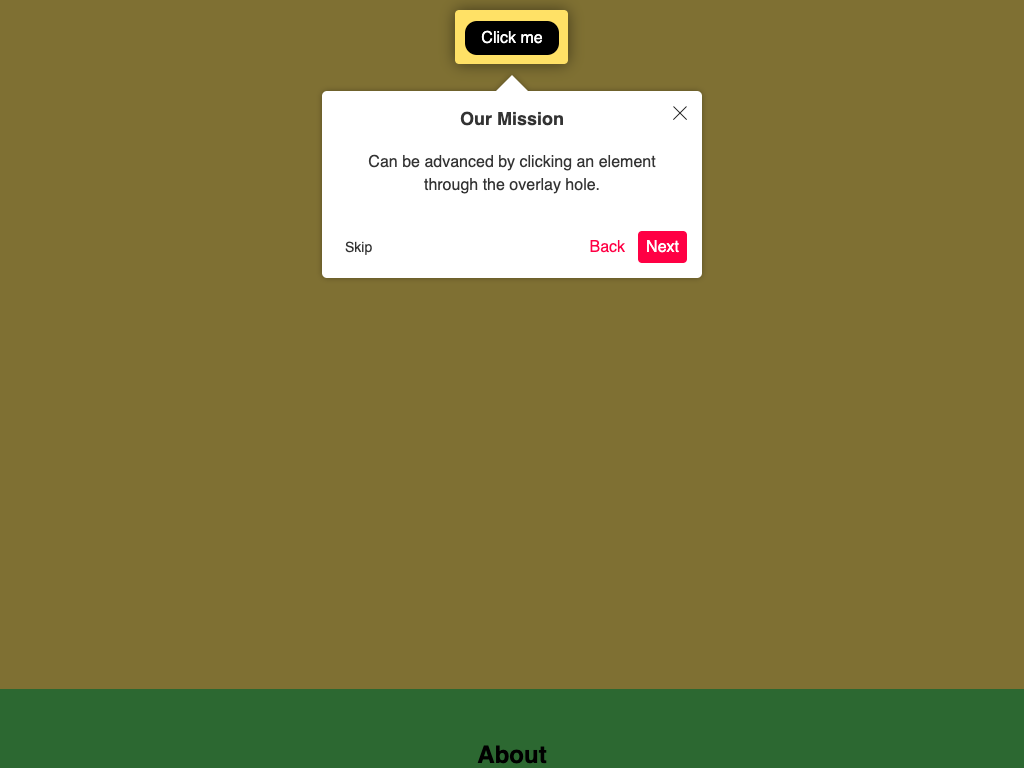 Click me
Our Mission
Can be advanced by clicking an element
through the overlay hole.
Skip
Back
Next
About